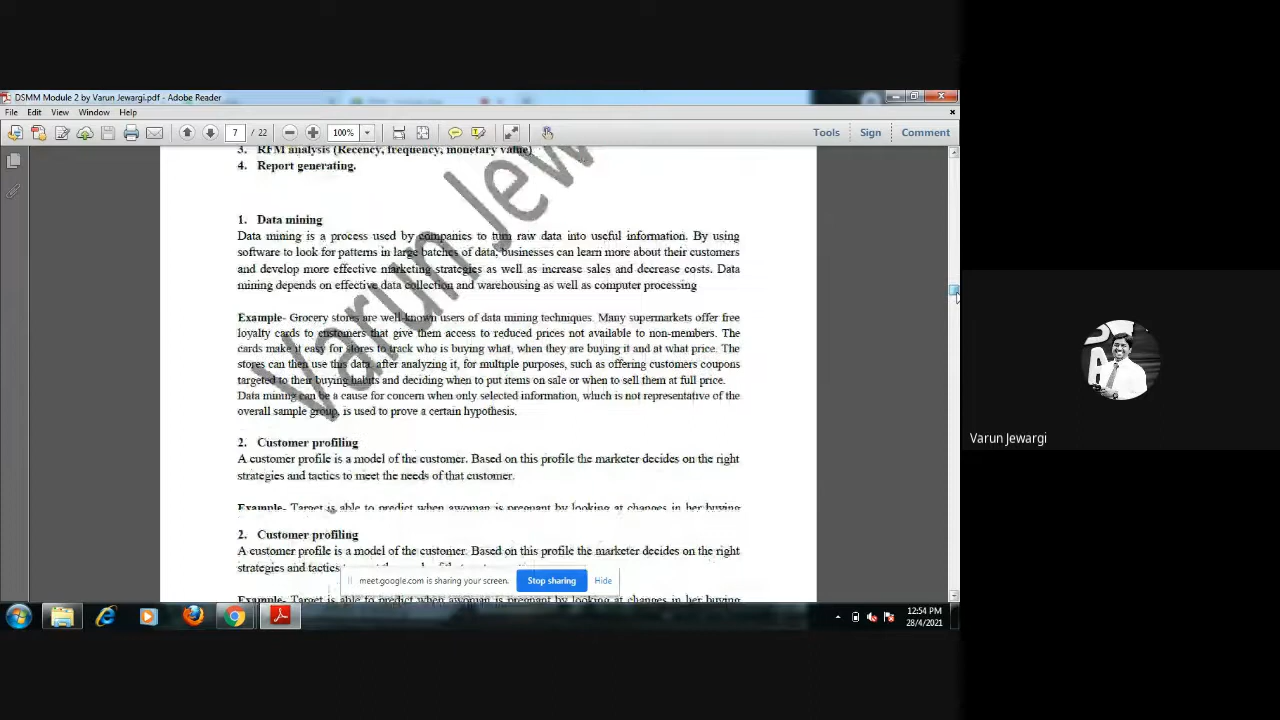 DSMM Module 2 by Varun Jewargi.pdf - Adobe Reader
File Edit View Window Help
7 / 22 100% Tools Sign Comment
3. RFM analysis (Recency, frequency, monetary value)
4. Report generating.
1. Data mining
Data mining is a process used by companies to turn raw data into useful information. By using
software to look for patterns in large batches of data, businesses can learn more about their customers
and develop more effective marketing strategies as well as increase sales and decrease costs. Data
mining depends on effective data collection and warehousing as well as computer processing
Example- Grocery stores are well-known users of data mining techniques. Many supermarkets offer free
loyalty cards to customers that give them access to reduced prices not available to non-members. The
cards make it easy for stores to track who is buying what, when they are buying it and at what price. The
stores can then use this data, after analyzing it, for multiple purposes, such as offering customers coupons
targeted to their buying habits and deciding when to put items on sale or when to sell them at full price.
Data mining can be a cause for concern when only selected information, which is not representative of the
overall sample group, is used to prove a certain hypothesis.
2. Customer profiling
A customer profile is a model of the customer. Based on this profile the marketer decides on the right
strategies and tactics to meet the needs of that customer.
Example- Target is able to predict when awoman is pregnant by looking at changes in her buying
2. Customer profiling
A customer profile is a model of the customer. Based on this profile the marketer decides on the right
strategies and tactics
Example- Target is able to predict when awoman is pregnant by looking at changes in her buying
Varun Jew
meet.google.com is sharing your screen. Stop sharing Hide
12:54 PM
28/4/2021
Varun Jewargi